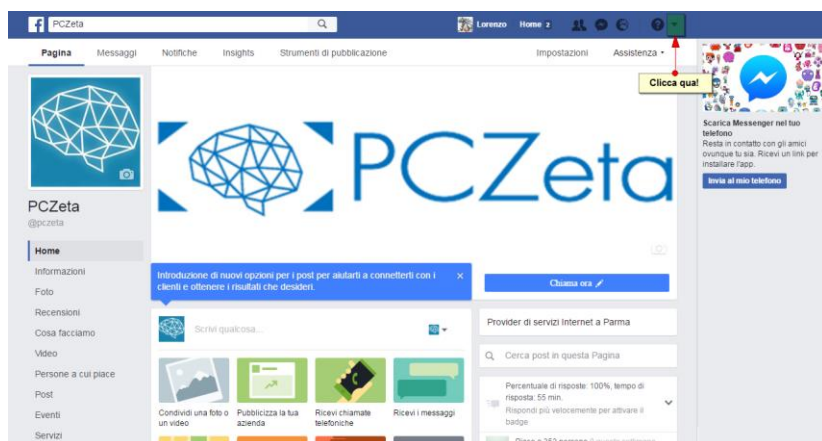 PCZeta
Lorenzo Home 2
Pagina Messaggi Notifiche Insights Strumenti di pubblicazione Impostazioni Assistenza
Clicca qua!
PCZeta
Scarica Messenger nel tuo
telefono
Resta in contatto con gli amici
ovunque tu sia. Ricevi un link per
installare l'app.
Invia al mio telefono
PCZeta
@pczeta
Home
Informazioni
Foto
Recensioni
Cosa facciamo
Video
Persone a cui piace
Post
Eventi
Servizi
Introduzione di nuovi opzioni per i post per aiutarti a connetterti con i
clienti e ottenere i risultati che desideri.
Chiama ora
Scrivi qualcosa...
Condividi una foto o
un video
Pubblicizza la tua
azienda
Ricevi chiamate
telefoniche
Ricevi i messaggi
Provider di servizi Internet a Parma
Cerca post in questa Pagina
Percentuale di risposte: 100%, tempo di
risposta: 55 min.
Rispondi più velocemente per attivare il
badge